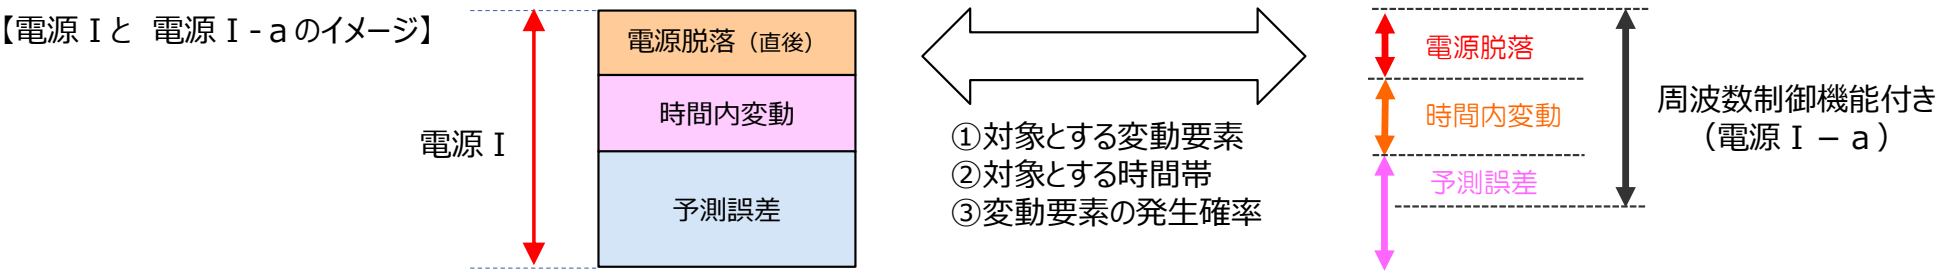 【電源Ⅰと 電源Ⅰ-aのイメージ】
電源Ⅰ
電源脱落（直後）
時間内変動
予測誤差
①対象とする変動要素
②対象とする時間帯
③変動要素の発生確率
電源脱落
時間内変動
予測誤差
周波数制御機能付き
（電源Ⅰ－a）